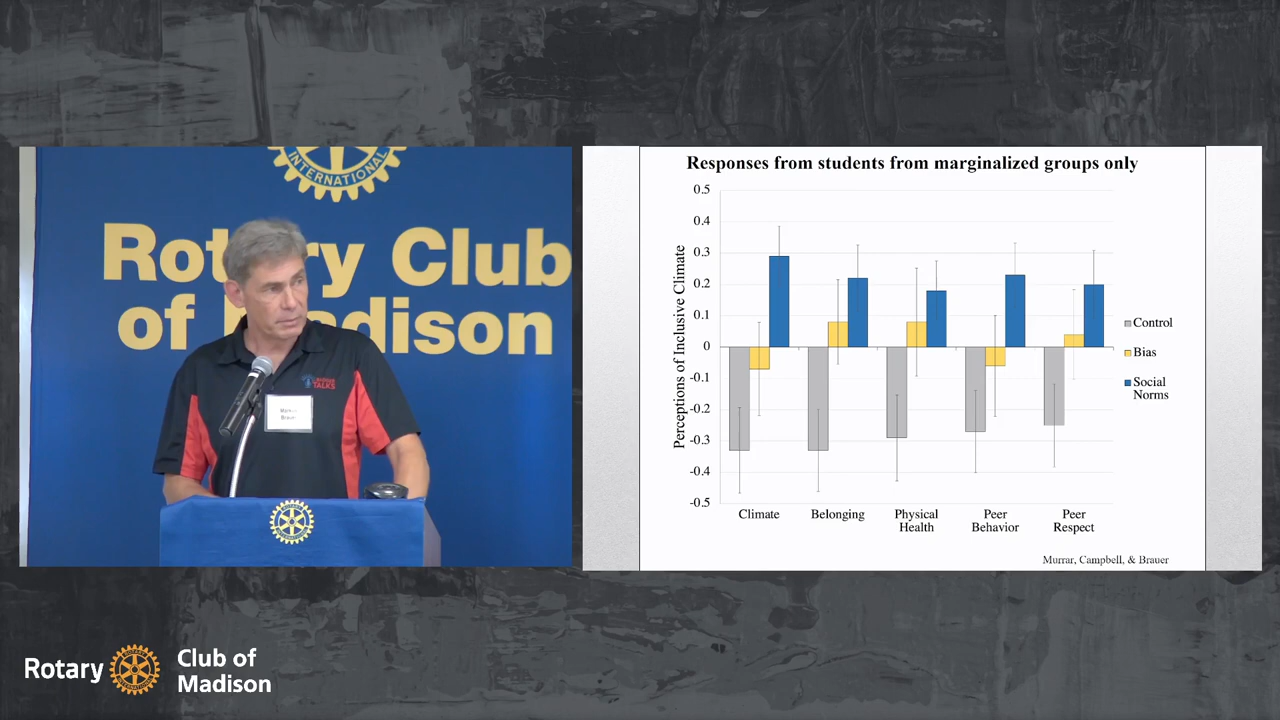 INTERNATIONAL
Rotary Club
of Madison
TALKS
Brauer
Responses from students from marginalized groups only
0.5
0.4
0.3
0.2
0.1
0
-0.1
-0.2
-0.3
-0.4
-0.5
Perceptions of Inclusive Climate
Climate
Belonging
Physical
Health
Peer
Behavior
Peer
Respect
Control
Bias
Social
Norms
Murrar, Campbell, & Brauer
Rotary
Club of
Madison